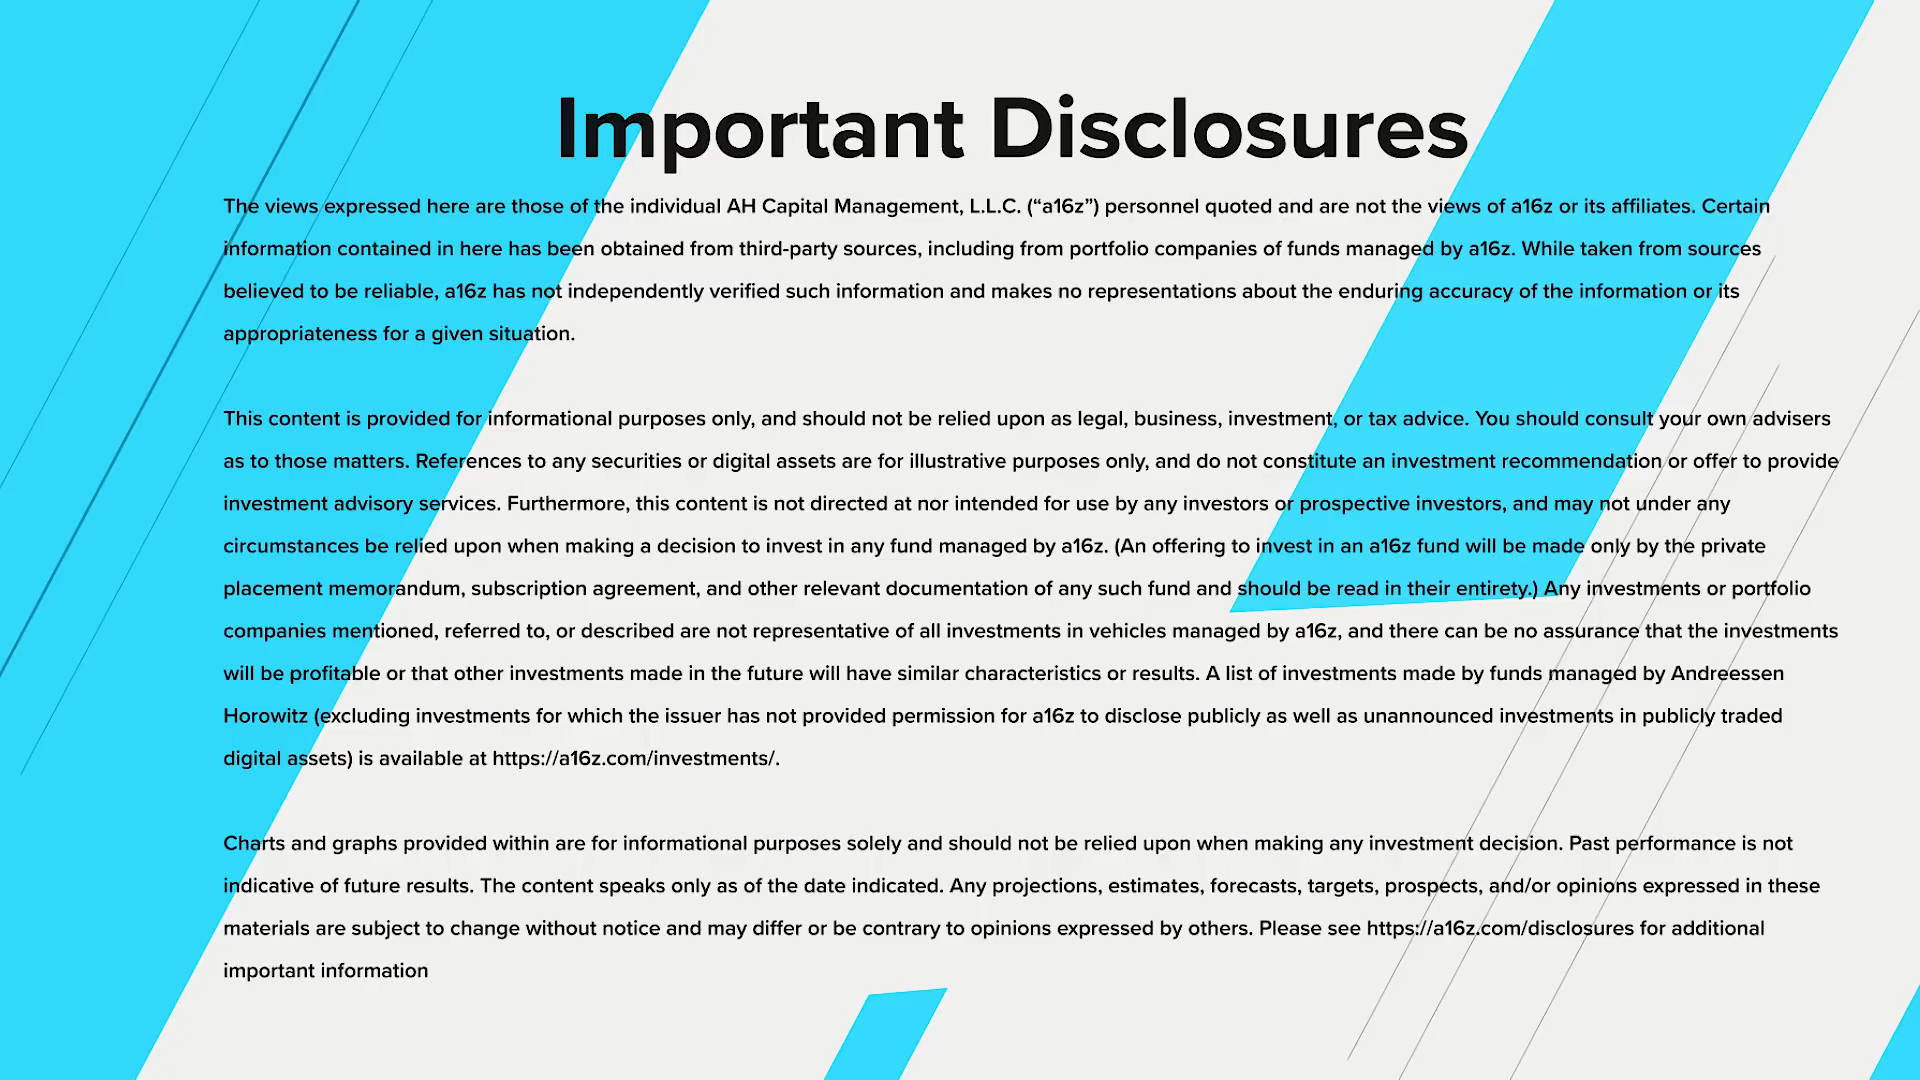 Important Disclosures
The views expressed here are those of the individual AH Capital Management, L.L.C. (“a16z”) personnel quoted and are not the views of a16z or its affiliates. Certain
information contained in here has been obtained from third-party sources, including from portfolio companies of funds managed by a16z. While taken from sources
believed to be reliable, a16z has not independently verified such information and makes no representations about the enduring accuracy of the information or its
appropriateness for a given situation.
This content is provided for informational purposes only, and should not be relied upon as legal, business, investment, or tax advice. You should consult your own advisers
as to those matters. References to any securities or digital assets are for illustrative purposes only, and do not constitute an investment recommendation or offer to provide
investment advisory services. Furthermore, this content is not directed at nor intended for use by any investors or prospective investors, and may not under any
circumstances be relied upon when making a decision to invest in any fund managed by a16z. (An offering to invest in an a16z fund will be made only by the private
placement memorandum, subscription agreement, and other relevant documentation of any such fund and should be read in their entirety.) Any investments or portfolio
companies mentioned, referred to, or described are not representative of all investments in vehicles managed by a16z, and there can be no assurance that the investments
will be profitable or that other investments made in the future will have similar characteristics or results. A list of investments made by funds managed by Andreessen
Horowitz (excluding investments for which the issuer has not provided permission for a16z to disclose publicly as well as unannounced investments in publicly traded
digital assets) is available at https://a16z.com/investments/.
Charts and graphs provided within are for informational purposes solely and should not be relied upon when making any investment decision. Past performance is not
indicative of future results. The content speaks only as of the date indicated. Any projections, estimates, forecasts, targets, prospects, and/or opinions expressed in these
materials are subject to change without notice and may differ or be contrary to opinions expressed by others. Please see https://a16z.com/disclosures for additional
important information